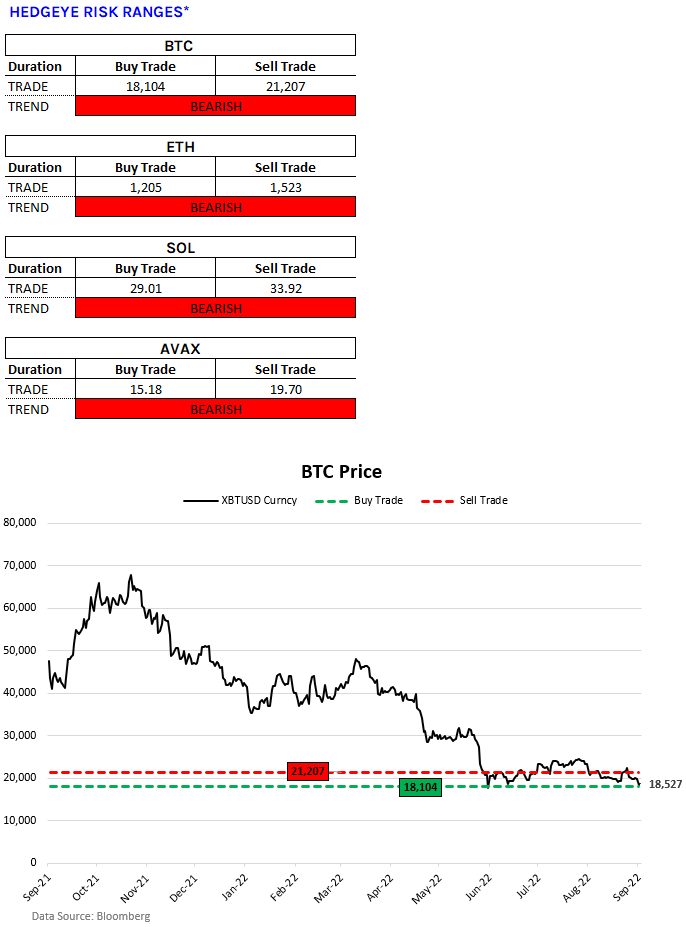 HEDGEYE RISK RANGES*
BTC
Duration Buy Trade Sell Trade
TRADE 18,104 21,207
TREND BEARISH
ETH
Duration Buy Trade Sell Trade
TRADE 1,205 1,523
TREND BEARISH
SOL
Duration Buy Trade Sell Trade
TRADE 29.01 33.92
TREND BEARISH
AVAX
Duration Buy Trade Sell Trade
TRADE 15.18 19.70
TREND BEARISH
BTC Price
XBTUSD Curncy Buy Trade Sell Trade
80,000
70,000
60,000
50,000
40,000
30,000
21,207
20,000
18,104
18,527
10,000
0
Sep-21 Oct-21 Nov-21 Dec-21 Jan-22 Feb-22 Mar-22 Apr-22 May-22 Jun-22 Jul-22 Aug-22 Sep-22
Data Source: Bloomberg